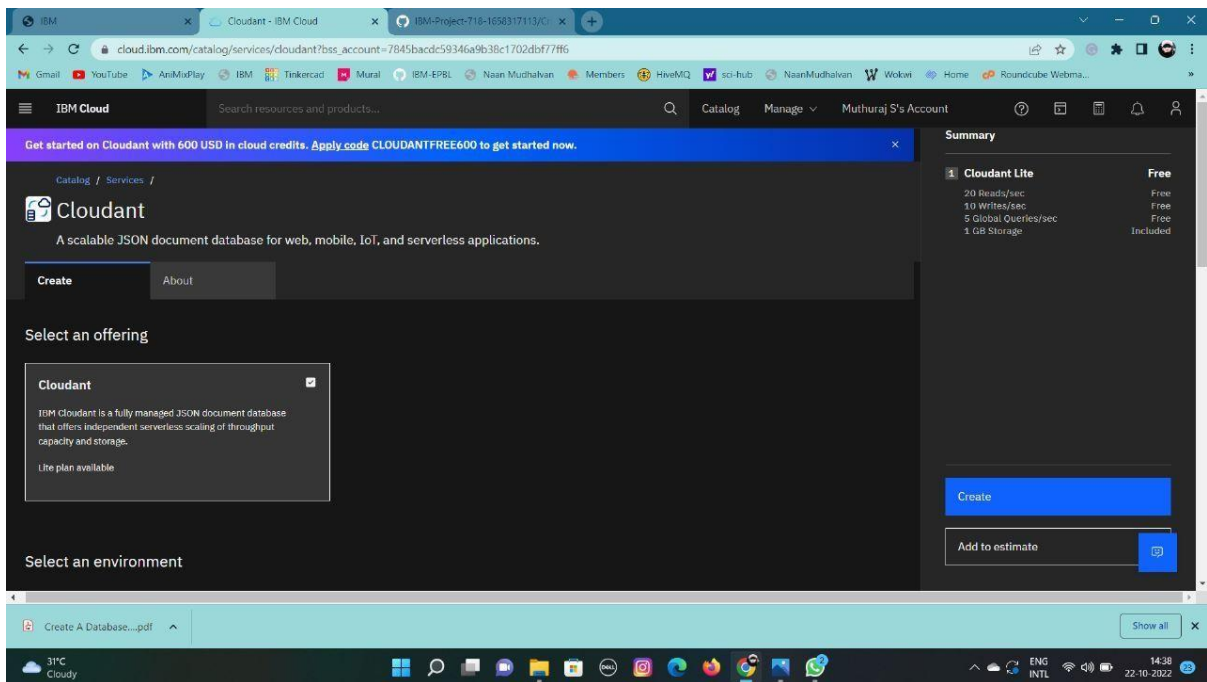 IBM
Cloudant - IBM Cloud
IBM-Project-718-1658317113/Cr
cloud.ibm.com/catalog/services/cloudant?bss_account=7845bacdc59346a9b38c1702dbf77ff6
Gmail YouTube AniMixPlay IBM Tinkercad Mural IBM-EPBL Naan Mudhalvan Members HiveMQ sci-hub NaanMudhalvan Wokwi Home Roundcube Webma... »
IBM Cloud Search resources and products... Catalog Manage Muthuraj S's Account
Get started on Cloudant with 600 USD in cloud credits. Apply code CLOUDANTFREE600 to get started now.
Catalog / Services /
Cloudant
A scalable JSON document database for web, mobile, IoT, and serverless applications.
Create About
Select an offering
Cloudant
IBM Cloudant is a fully managed JSON document database
that offers independent serverless scaling of throughput
capacity and storage.
Lite plan available
Select an environment
Summary
1 Cloudant Lite Free
20 Reads/sec Free
10 Writes/sec Free
5 Global Queries/sec Free
1 GB Storage Included
Create
Add to estimate
Create A Database....pdf Show all
31°C
Cloudy
DELL
ENG
INTL
14:38
22-10-2022
23